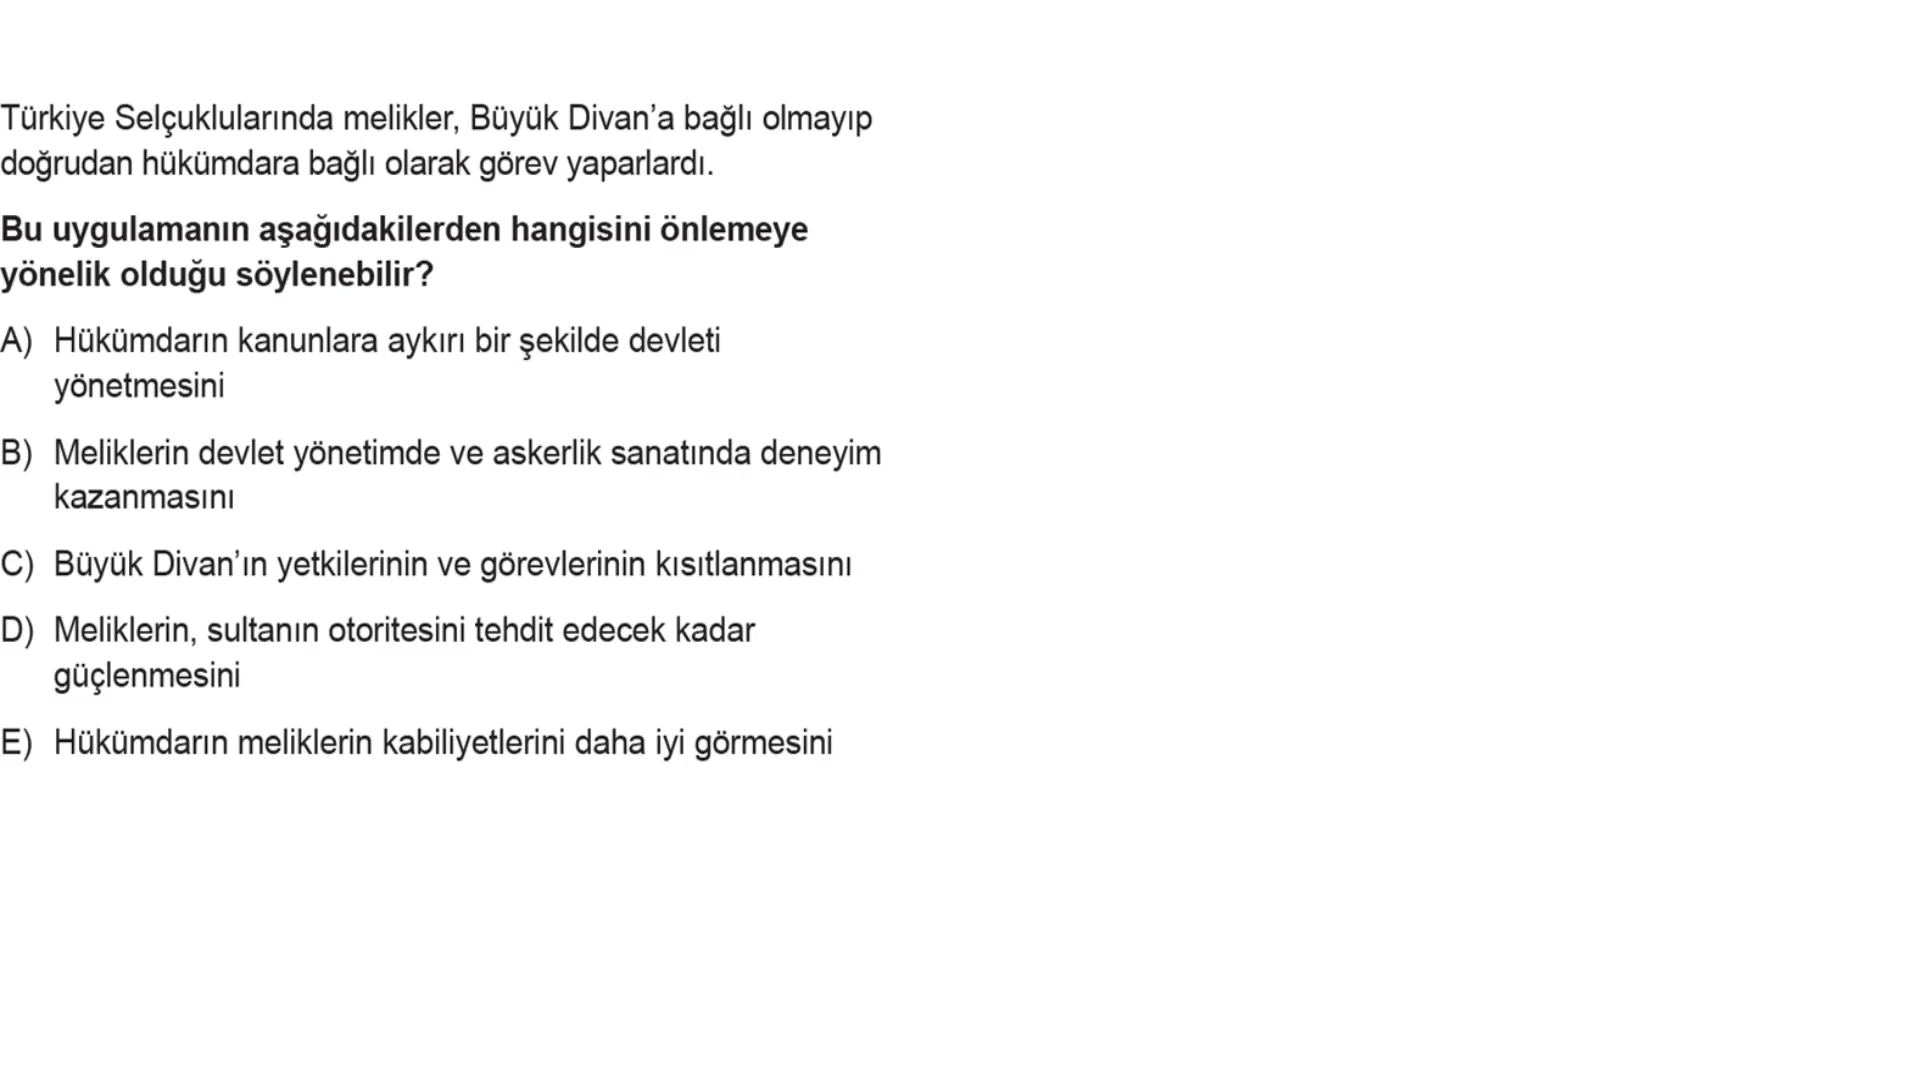 Türkiye Selçuklularında melikler, Büyük Divan’a bağlı olmayıp
doğrudan hükümdara bağlı olarak görev yaparlardı.
Bu uygulamanın aşağıdakilerden hangisini önlemeye
yönelik olduğu söylenebilir?
A) Hükümdarın kanunlara aykırı bir şekilde devleti
yönetmesini
B) Meliklerin devlet yönetimde ve askerlik sanatında deneyim
kazanmasını
C) Büyük Divan’ın yetkilerinin ve görevlerinin kısıtlanmasını
D) Meliklerin, sultanın otoritesini tehdit edecek kadar
güçlenmesini
E) Hükümdarın meliklerin kabiliyetlerini daha iyi görmesini